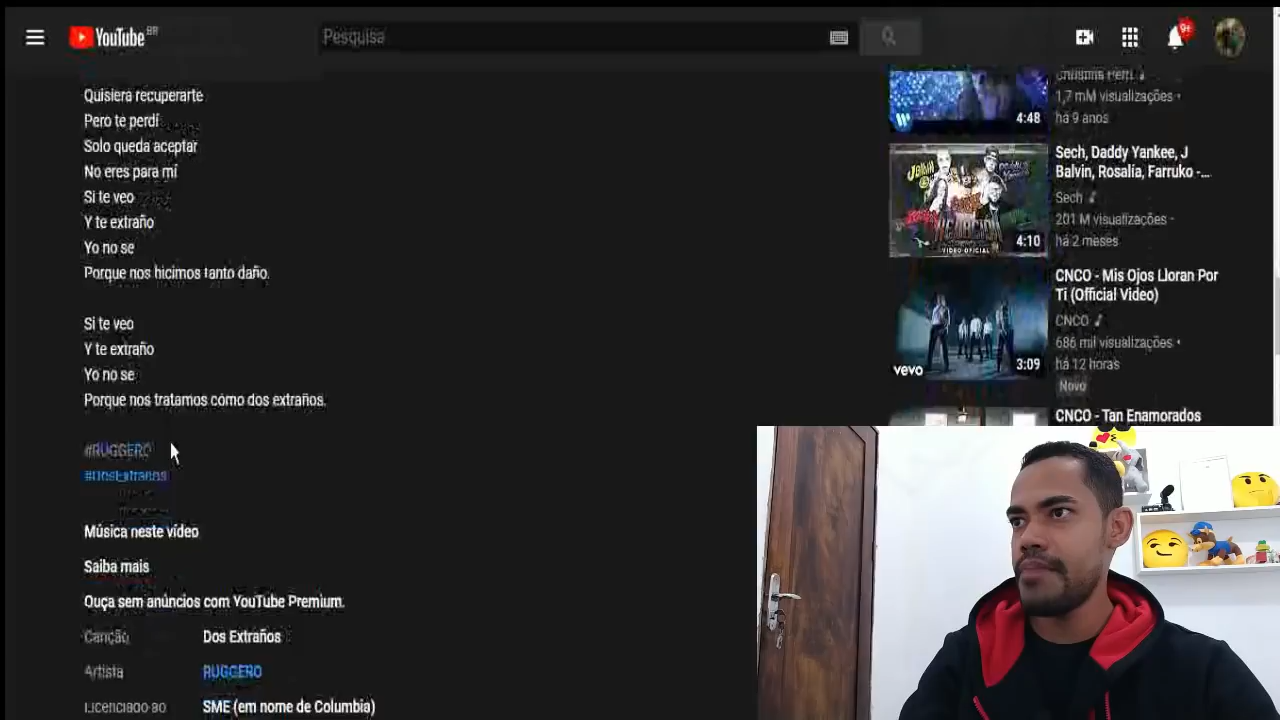 YouTube BR
Pesquisa
9+
Quisiera recuperarte
Pero te perdí
Solo queda aceptar
No eres para mí
Si te veo
Y te extraño
Yo no se
Porque nos hicimos tanto daño.
Si te veo
Y te extraño
Yo no se
Porque nos tratamos como dos extraños.
#RUGGERO
#DosExtraños
Música neste vídeo
Saiba mais
Ouça sem anúncios com YouTube Premium.
Canção Dos Extraños
Artista RUGGERO
Licenciado ao SME (em nome de Columbia)
1,7 mM visualizações •
há 9 anos
4:48
Sech, Daddy Yankee, J
Balvin, Rosalía, Farruko -...
Sech
201 M visualizações •
há 2 meses
VIDEO OFICIAL
4:10
CNCO - Mis Ojos Lloran Por
Ti (Official Video)
CNCO
686 mil visualizações •
há 12 horas
Novo
vevo
3:09
CNCO - Tan Enamorados